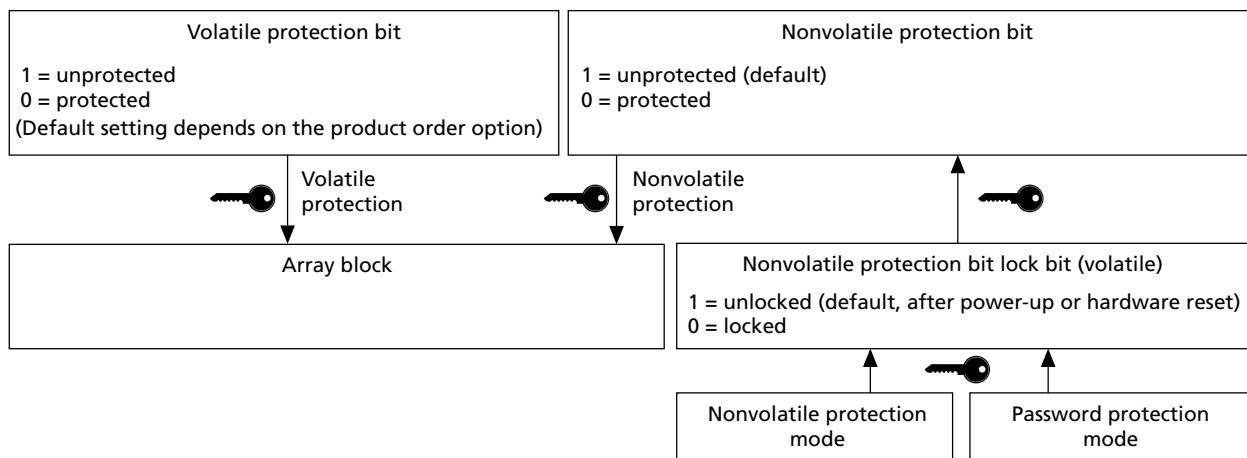 Volatile protection bit
1 = unprotected
0 = protected
(Default setting depends on the product order option)
Nonvolatile protection bit
1 = unprotected (default)
0 = protected
Volatile
protection
Nonvolatile
protection
Array block
Nonvolatile protection bit lock bit (volatile)
1 = unlocked (default, after power-up or hardware reset)
0 = locked
Nonvolatile protection
mode
Password protection
mode